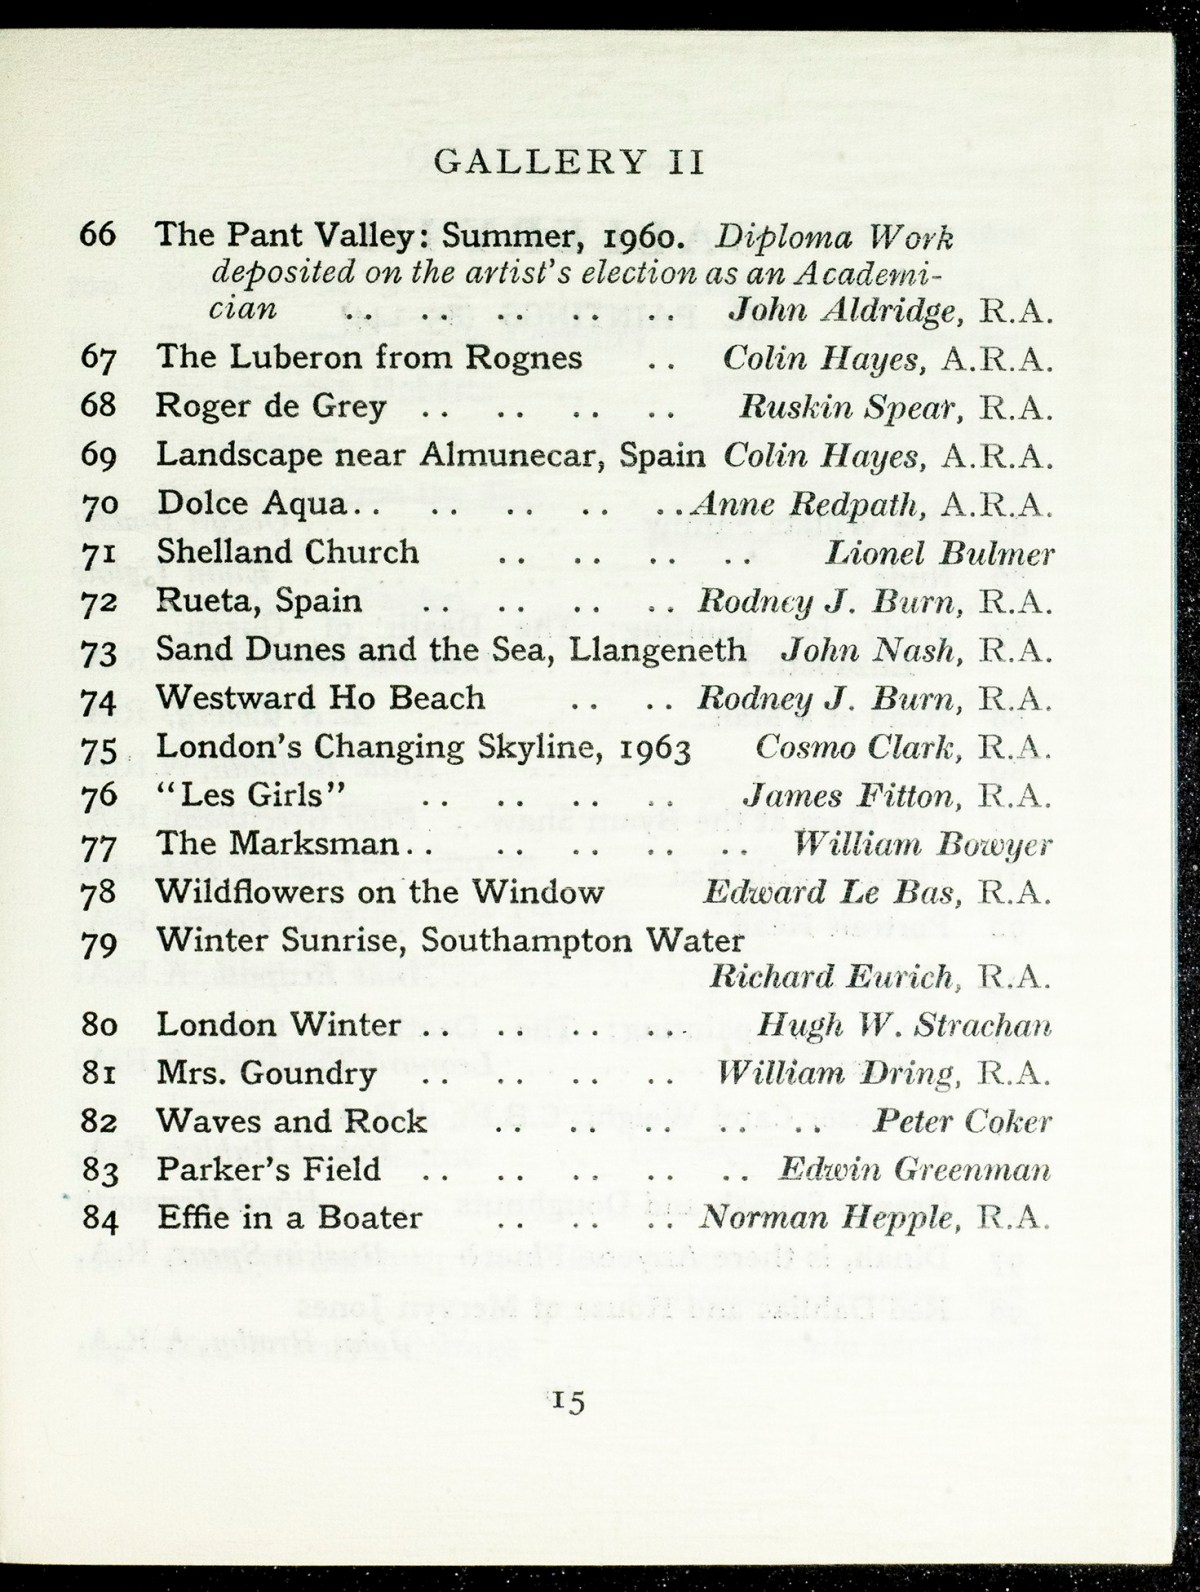 GALLERY II
66 The Pant Valley: Summer, 1960. Diploma Work
deposited on the artist's election as an Academi-
cian .. .. .. .. .. John Aldridge, R.A.
67 The Luberon from Rognes .. Colin Hayes, A.R.A.
68 Roger de Grey .. .. .. .. Ruskin Spear, R.A.
69 Landscape near Almunecar, Spain Colin Hayes, A.R.A.
70 Dolce Aqua.. .. .. .. ..Anne Redpath, A.R.A.
71 Shelland Church .. .. .. .. Lionel Bulmer
72 Rueta, Spain .. .. .. .. Rodney J. Burn, R.A.
73 Sand Dunes and the Sea, Llangeneth John Nash, R.A.
74 Westward Ho Beach .. .. Rodney J. Burn, R.A.
75 London's Changing Skyline, 1963 Cosmo Clark, R.A.
76 "Les Girls" .. .. .. .. James Fitton, R.A.
77 The Marksman.. .. .. .. .. William Bowyer
78 Wildflowers on the Window Edward Le Bas, R.A.
79 Winter Sunrise, Southampton Water
Richard Eurich, R.A.
80 London Winter .. .. .. .. Hugh W. Strachan
81 Mrs. Goundry .. .. .. .. William Dring, R.A.
82 Waves and Rock .. .. .. .. .. Peter Coker
83 Parker's Field .. .. .. .. .. Edwin Greenman
84 Effie in a Boater .. .. .. Norman Hepple, R.A.
15